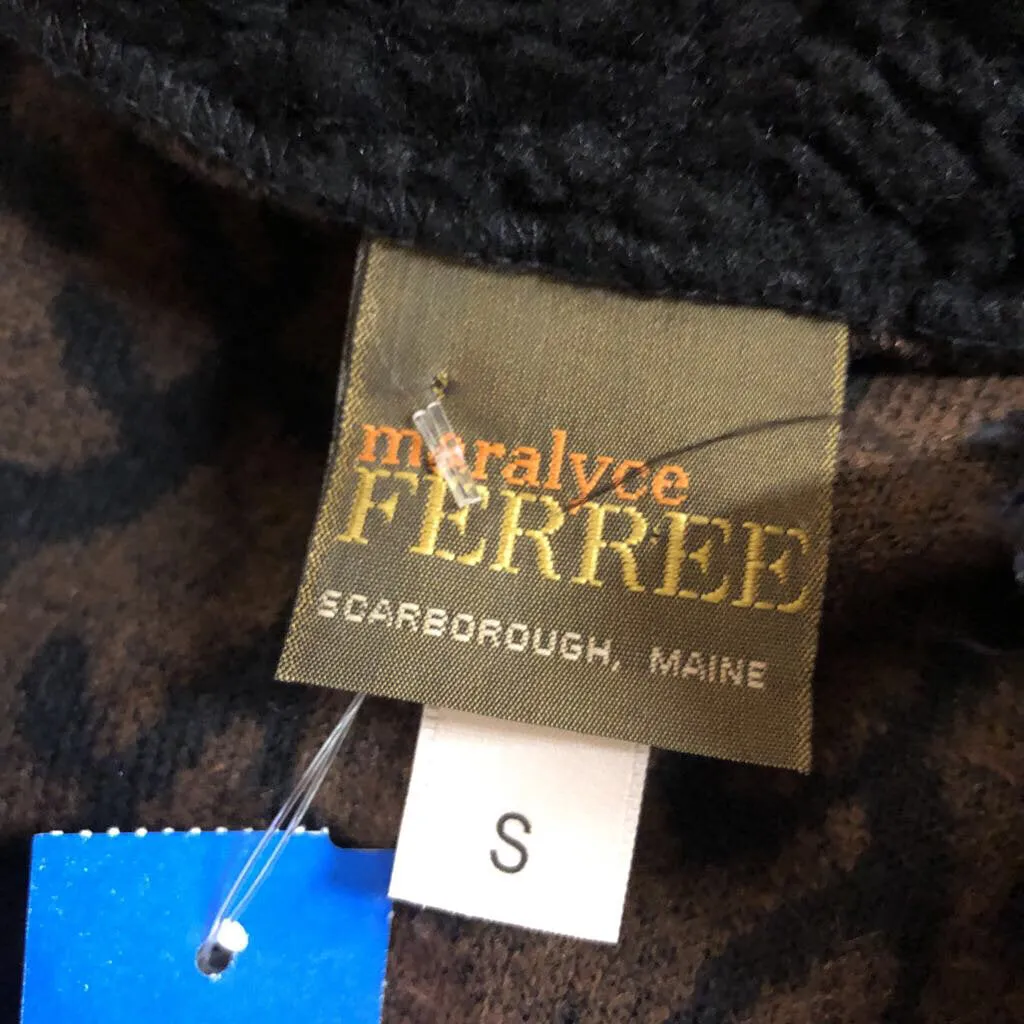 maralyce
FERREE
SCARBOROUGH, MAINE
S